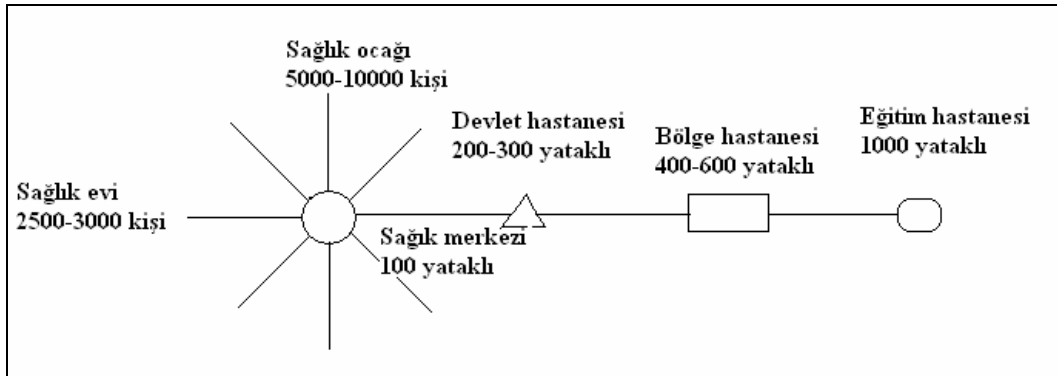 Sağlık ocağı
5000-10000 kişi
Devlet hastanesi
200-300 yataklı
Bölge hastanesi
400-600 yataklı
Eğitim hastanesi
1000 yataklı
Sağlık evi
2500-3000 kişi
Sağık merkezi
100 yataklı